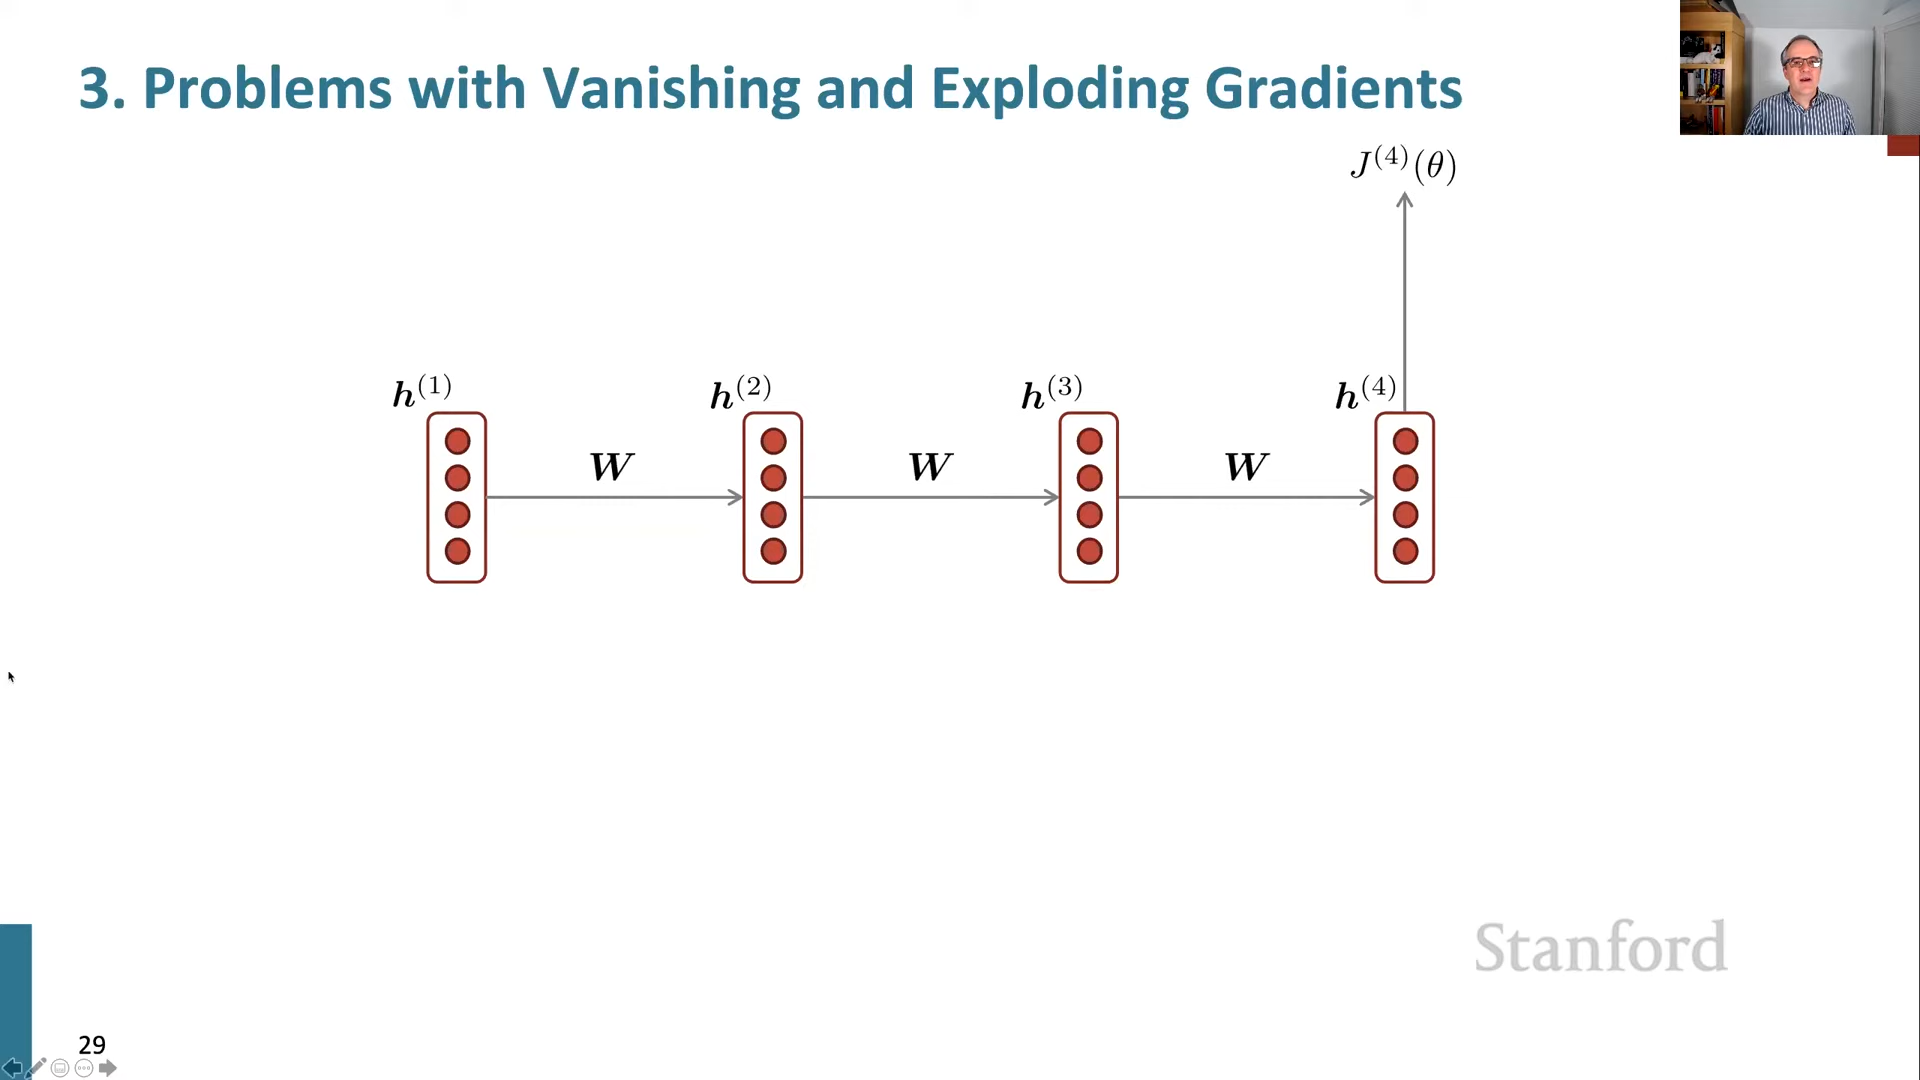 3. Problems with Vanishing and Exploding Gradients
J^{(4)}(θ)
h^{(1)} h^{(2)} h^{(3)} h^{(4)}
W W W
Stanford
29